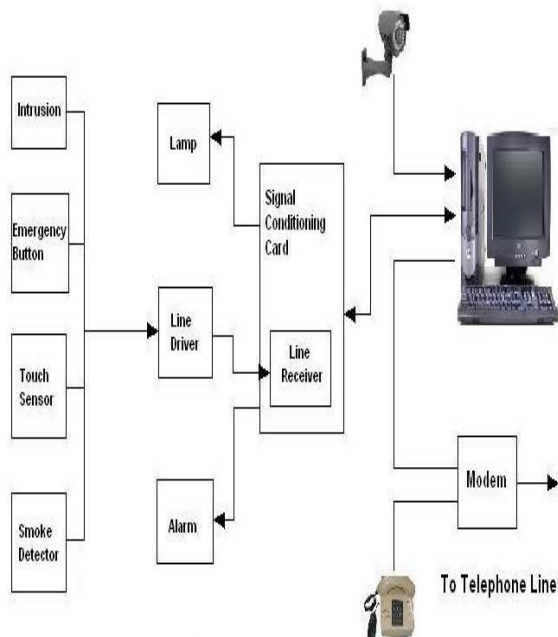 Intrusion
Emergency
Button
Touch
Sensor
Smoke
Detector
Lamp
Line
Driver
Alarm
Signal
Conditioning
Card
Line
Receiver
Modem
To Telephone Line